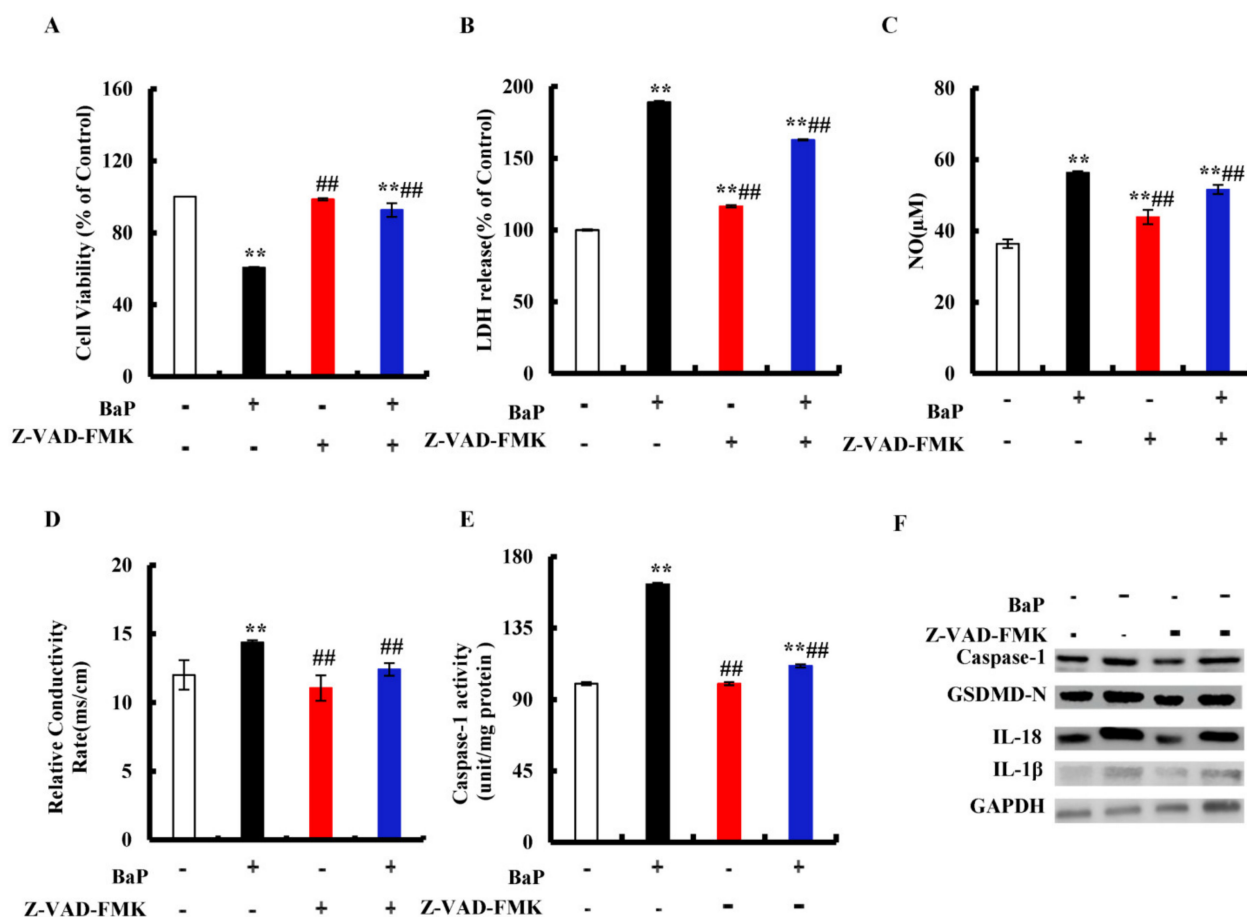 A
B
C
160
120
80
40
0
Cell Viability (% of Control)
**
##
**##
BaP - + - +
Z-VAD-FMK - - + +
200
150
100
50
0
LDH release(% of Control)
**
**##
**##
BaP - + - +
Z-VAD-FMK - - + +
80
60
40
20
0
NO(μM)
**
**##
**##
BaP - + - +
Z-VAD-FMK - - + +
D
E
F
20
15
10
5
0
Relative Conductivity
Rate(ms/cm)
**
##
##
BaP - + - +
Z-VAD-FMK - - + +
180
135
90
45
0
Caspase-1 activity
(unit/mg protein )
**
##
**##
BaP - + - +
Z-VAD-FMK - - - -
BaP - - - -
Z-VAD-FMK - - - -
Caspase-1
GSDMD-N
IL-18
IL-1β
GAPDH